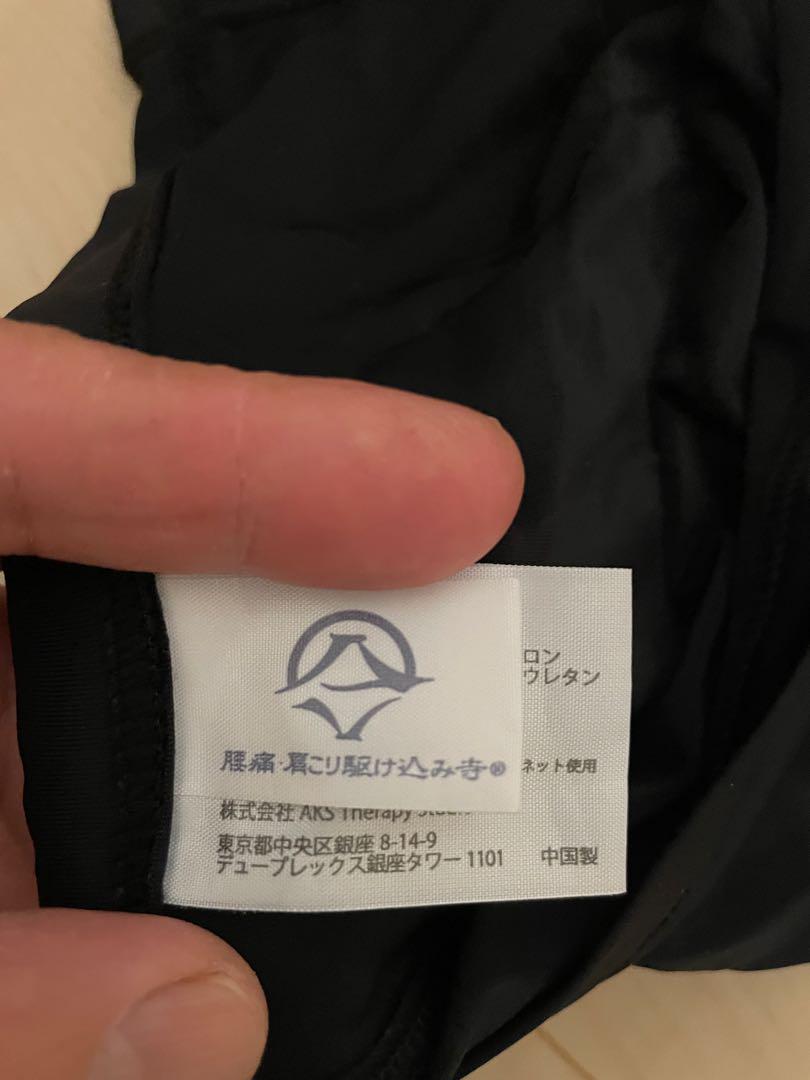 ロン
ウレタン
腰痛・肩こり駆け込み寺®
ネット使用
株式会社 AKS Therapy
東京都中央区銀座 8-14-9
デュープレックス銀座タワー 1101 中国製